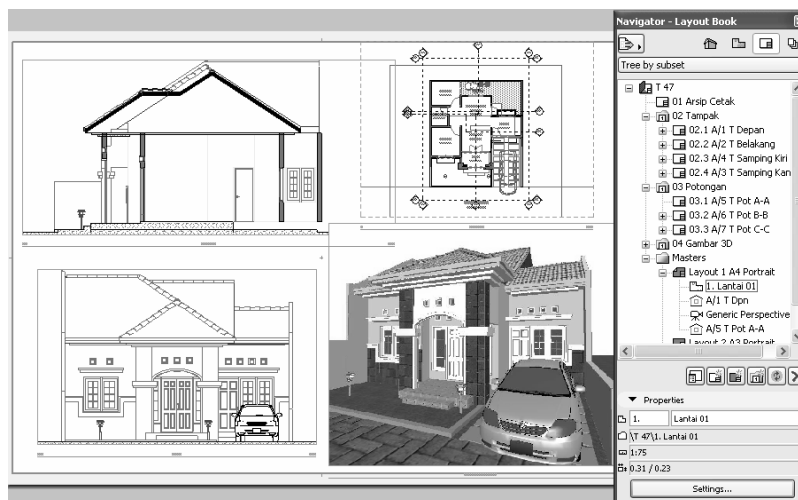 Navigator - Layout Book
Tree by subset
T 47
01 Arsip Cetak
02 Tampak
02.1 A/1 T Depan
02.2 A/2 T Belakang
02.3 A/4 T Samping Kiri
02.4 A/3 T Samping Kan
03 Potongan
03.1 A/5 T Pot A-A
03.2 A/6 T Pot B-B
03.3 A/7 T Pot C-C
04 Gambar 3D
Masters
Layout 1 A4 Portrait
1. Lantai 01
A/1 T Dpn
Generic Perspective
A/5 T Pot A-A
Layout 2 A3 Portrait
Properties
1. Lantai 01
\T 47\1. Lantai 01
1:75
0.31 / 0.23
Settings...